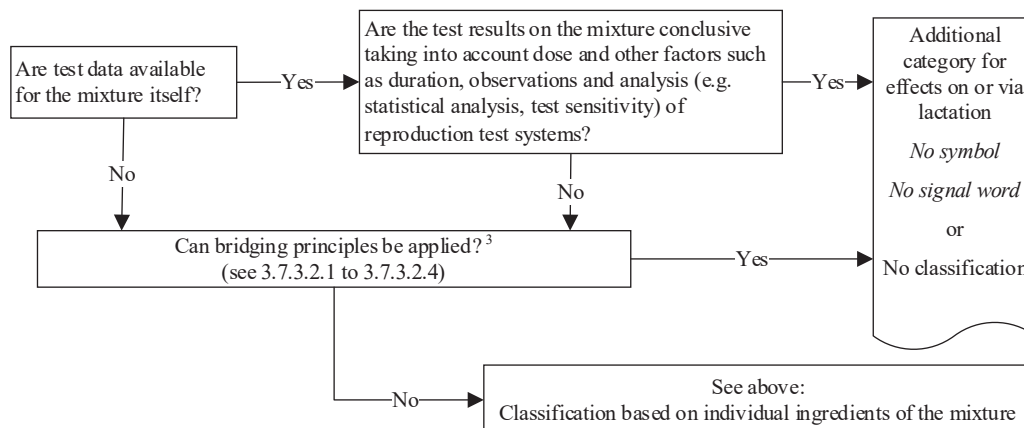 Are test data available
for the mixture itself?
Yes
Are the test results on the mixture conclusive
taking into account dose and other factors such
as duration, observations and analysis (e.g.
statistical analysis, test sensitivity) of
reproduction test systems?
Yes
Additional
category for
effects on or via
lactation
No symbol
No signal word
or
No classification
No
No
Can bridging principles be applied? 3
(see 3.7.3.2.1 to 3.7.3.2.4)
Yes
No
See above:
Classification based on individual ingredients of the mixture